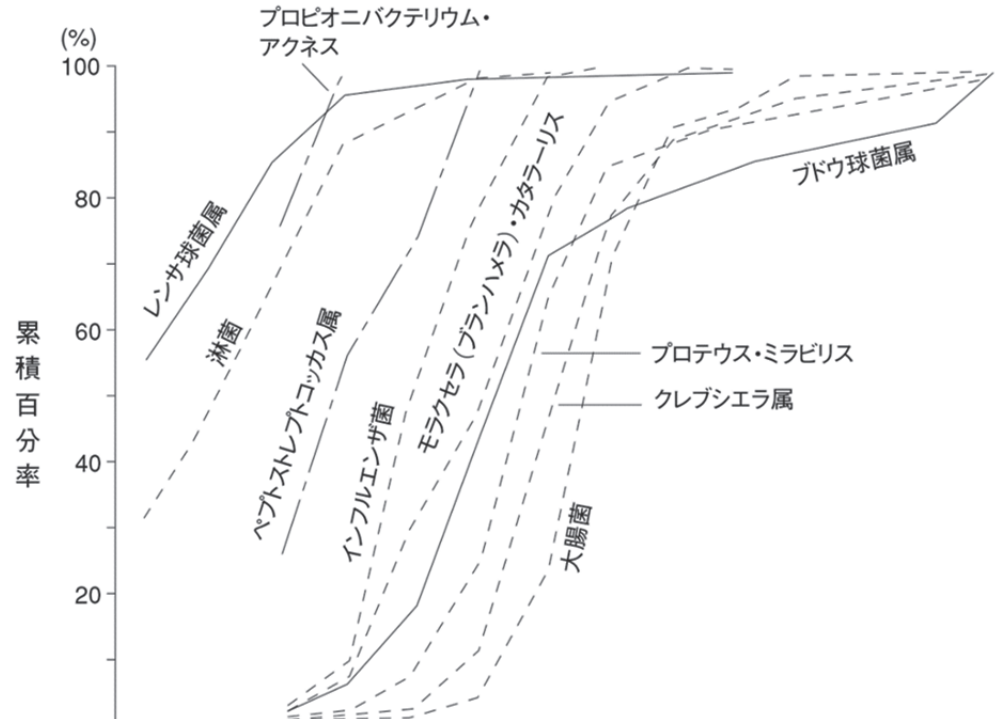 プロピオニバクテリウム・
アクネス
(%)
100
80
60
40
20
累積百分率
レンサ球菌属
淋菌
ペプトストレプトコッカス属
インフルエンザ菌
モラクセラ(ブランハメラ)・カタラーリス
ブドウ球菌属
プロテウス・ミラビリス
クレブシエラ属
大腸菌